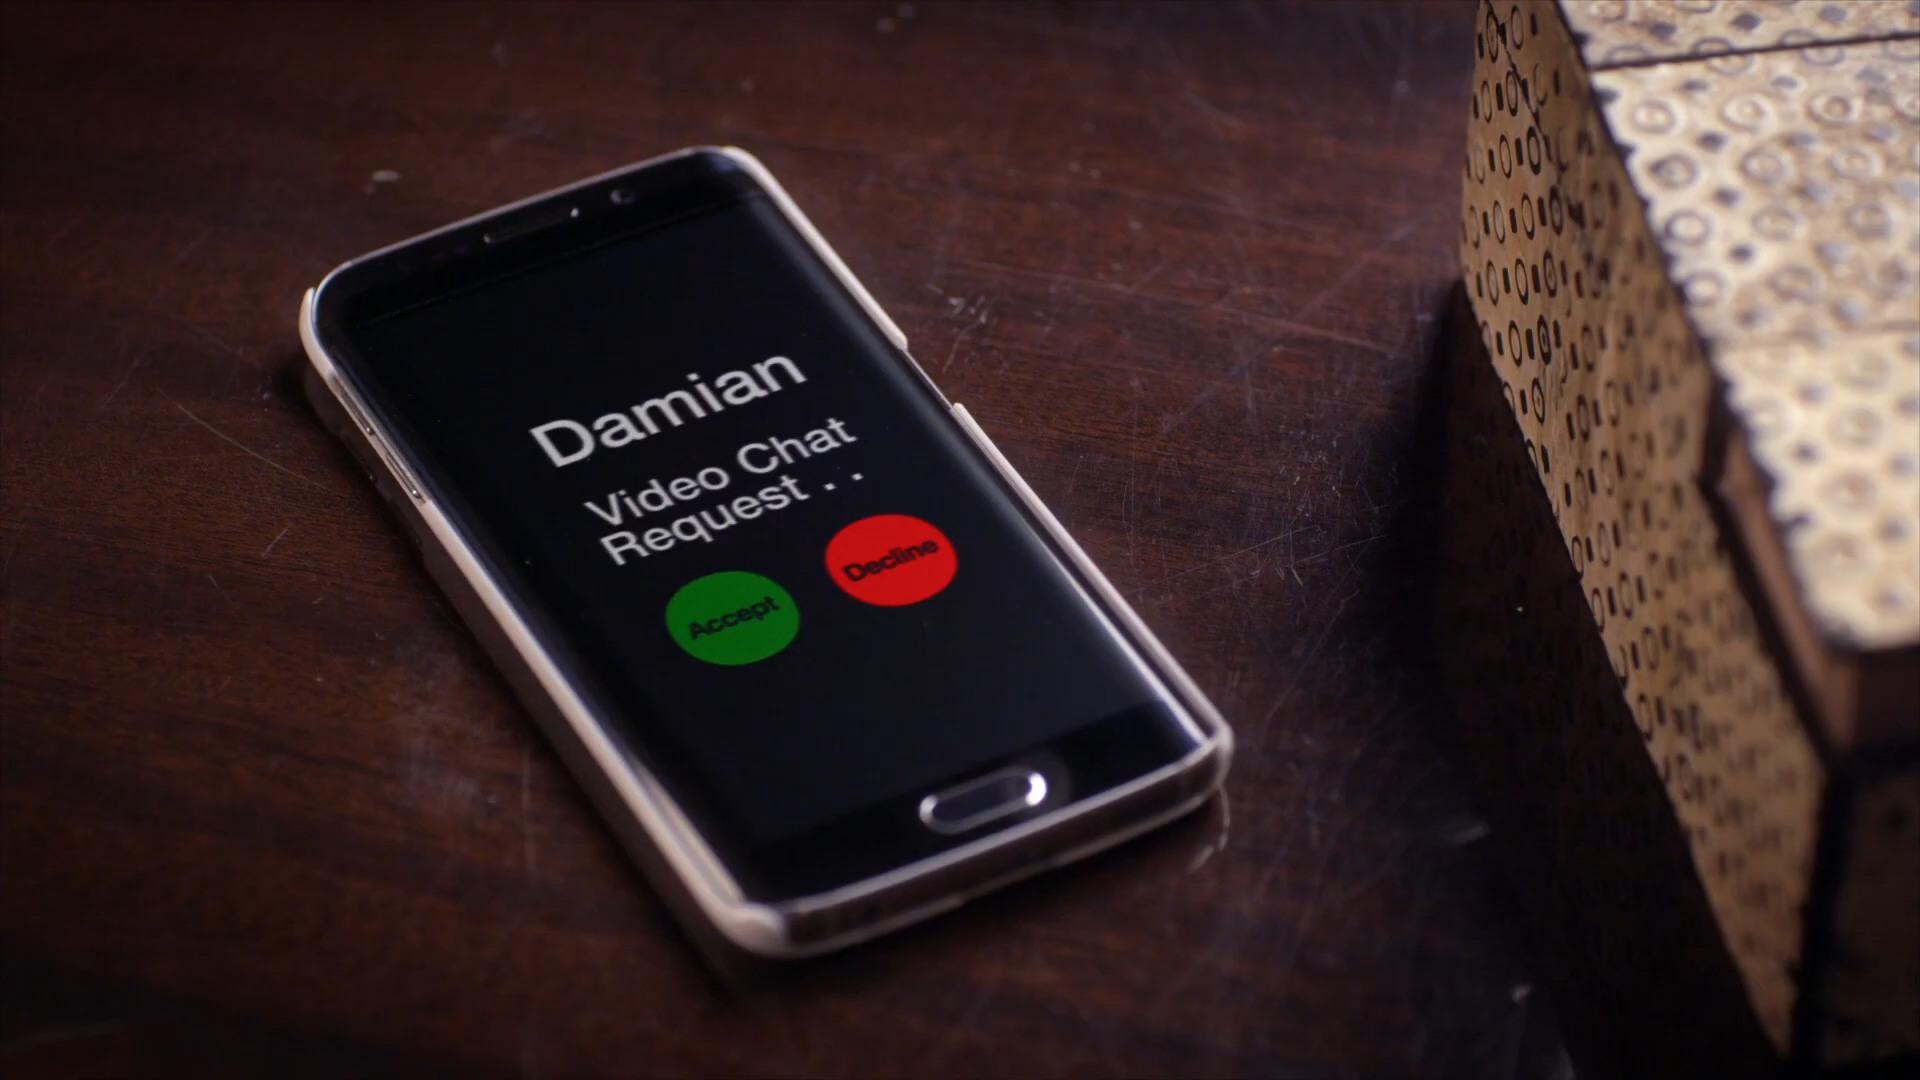 Damian
Video Chat
Request . .
Accept
Decline